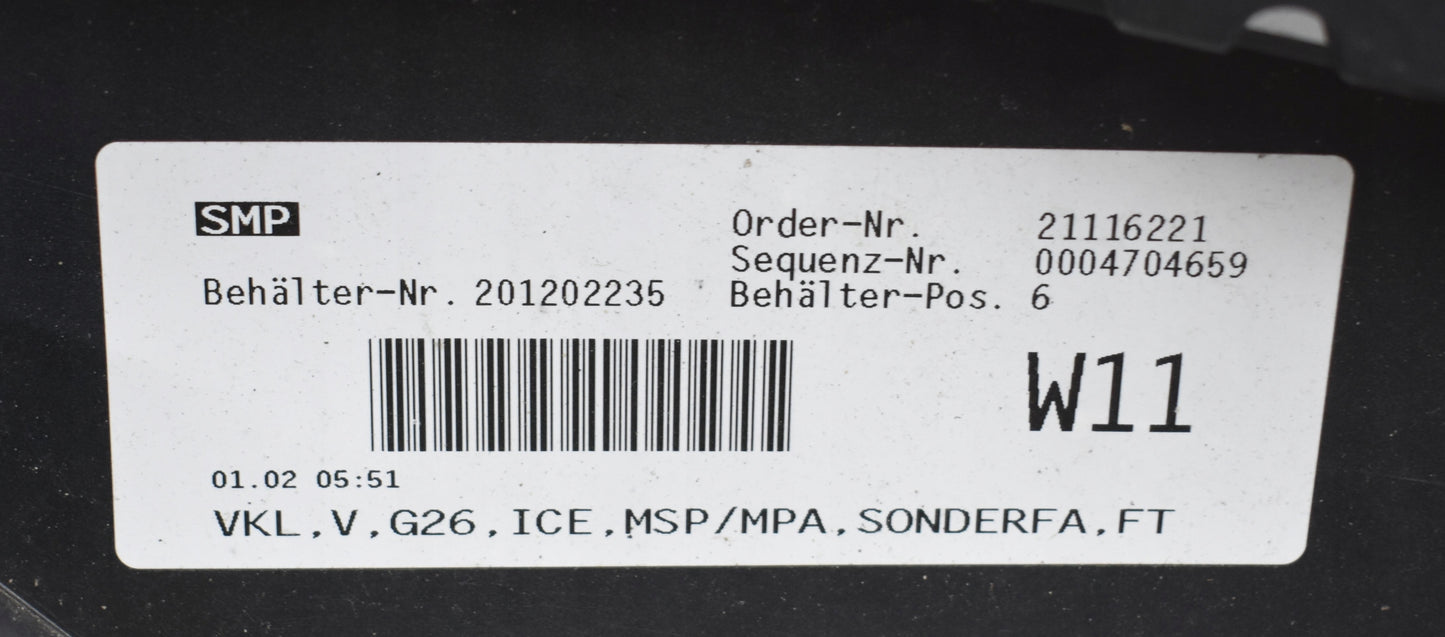 SMP
Order-Nr. 21116221
Sequenz-Nr. 0004704659
Behälter-Nr. 201202235 Behälter-Pos. 6
W11
01.02 05:51
VKL,V,G26,ICE,MSP/MPA,SONDERFA,FT